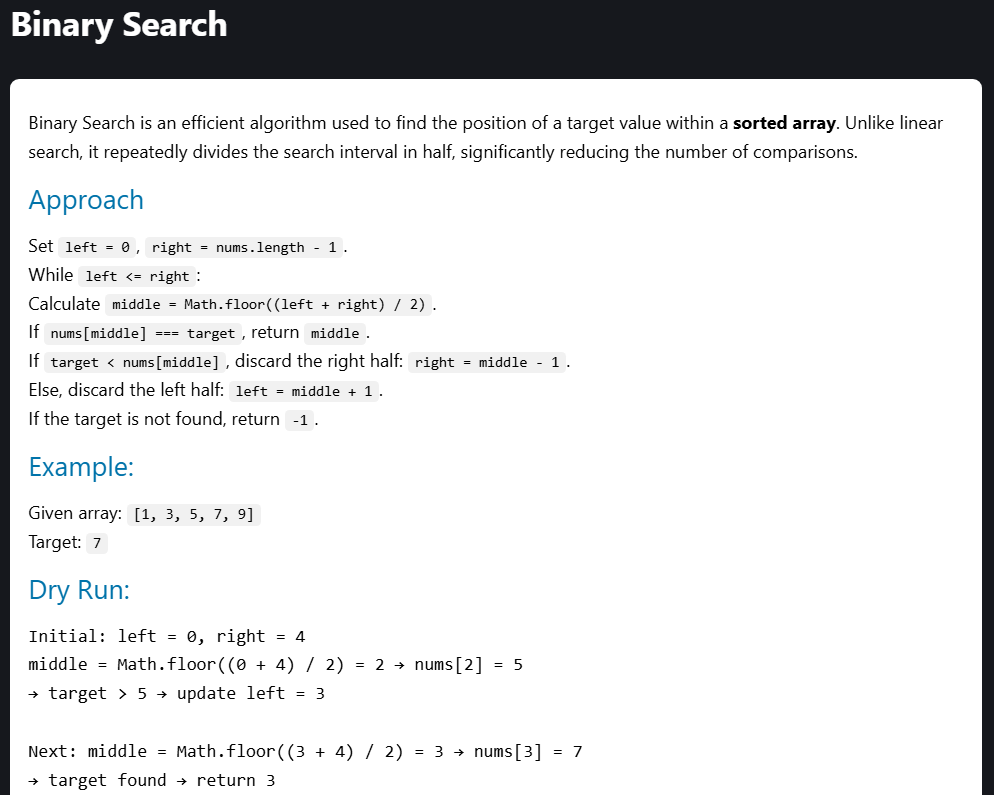 Binary Search
Binary Search is an efficient algorithm used to find the position of a target value within a sorted array. Unlike linear
search, it repeatedly divides the search interval in half, significantly reducing the number of comparisons.
Approach
Set left = 0, right = nums.length - 1.
While left <= right:
Calculate middle = Math.floor((left + right) / 2).
If nums[middle] === target, return middle.
If target < nums[middle], discard the right half: right = middle - 1.
Else, discard the left half: left = middle + 1.
If the target is not found, return -1.
Example:
Given array: [1, 3, 5, 7, 9]
Target: 7
Dry Run:
Initial: left = 0, right = 4
middle = Math.floor((0 + 4) / 2) = 2 → nums[2] = 5
→ target > 5 → update left = 3
Next: middle = Math.floor((3 + 4) / 2) = 3 → nums[3] = 7
→ target found → return 3